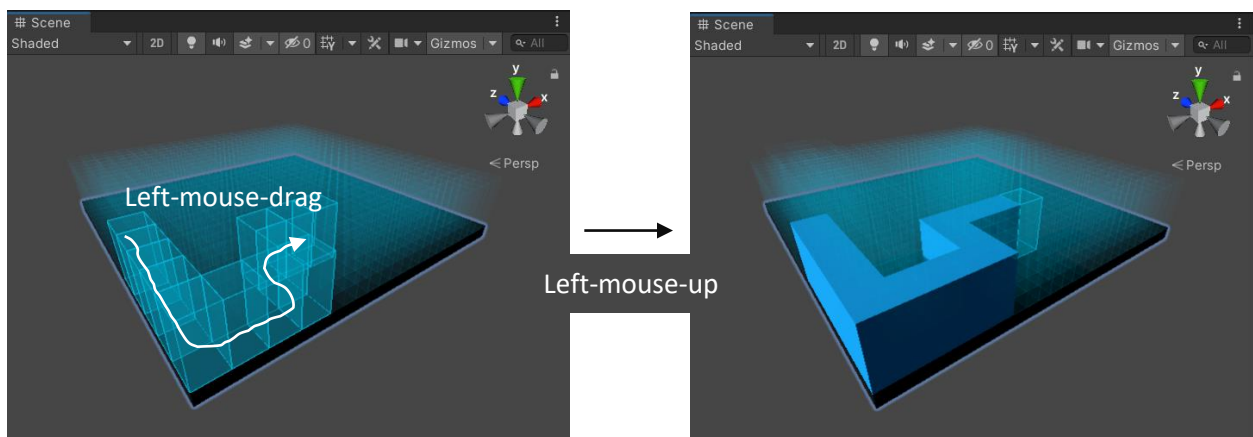 Scene
Shaded
2D
0
Gizmos
All
y
z
x
Persp
Left-mouse-drag
Left-mouse-up
Scene
Shaded
2D
0
Gizmos
All
y
z
x
Persp